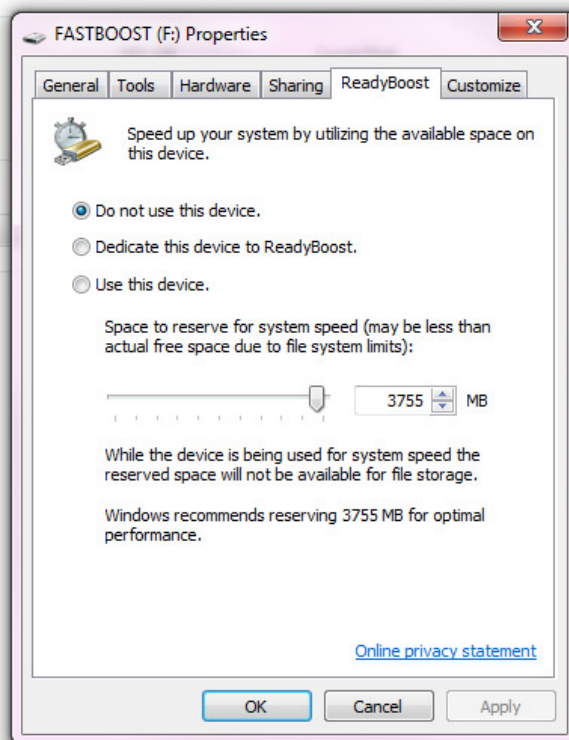 FASTBOOST (F:) Properties
General Tools Hardware Sharing ReadyBoost Customize
Speed up your system by utilizing the available space on
this device.
Do not use this device.
Dedicate this device to ReadyBoost.
Use this device.
Space to reserve for system speed (may be less than
actual free space due to file system limits):
3755 MB
While the device is being used for system speed the
reserved space will not be available for file storage.
Windows recommends reserving 3755 MB for optimal
performance.
Online privacy statement
OK Cancel Apply